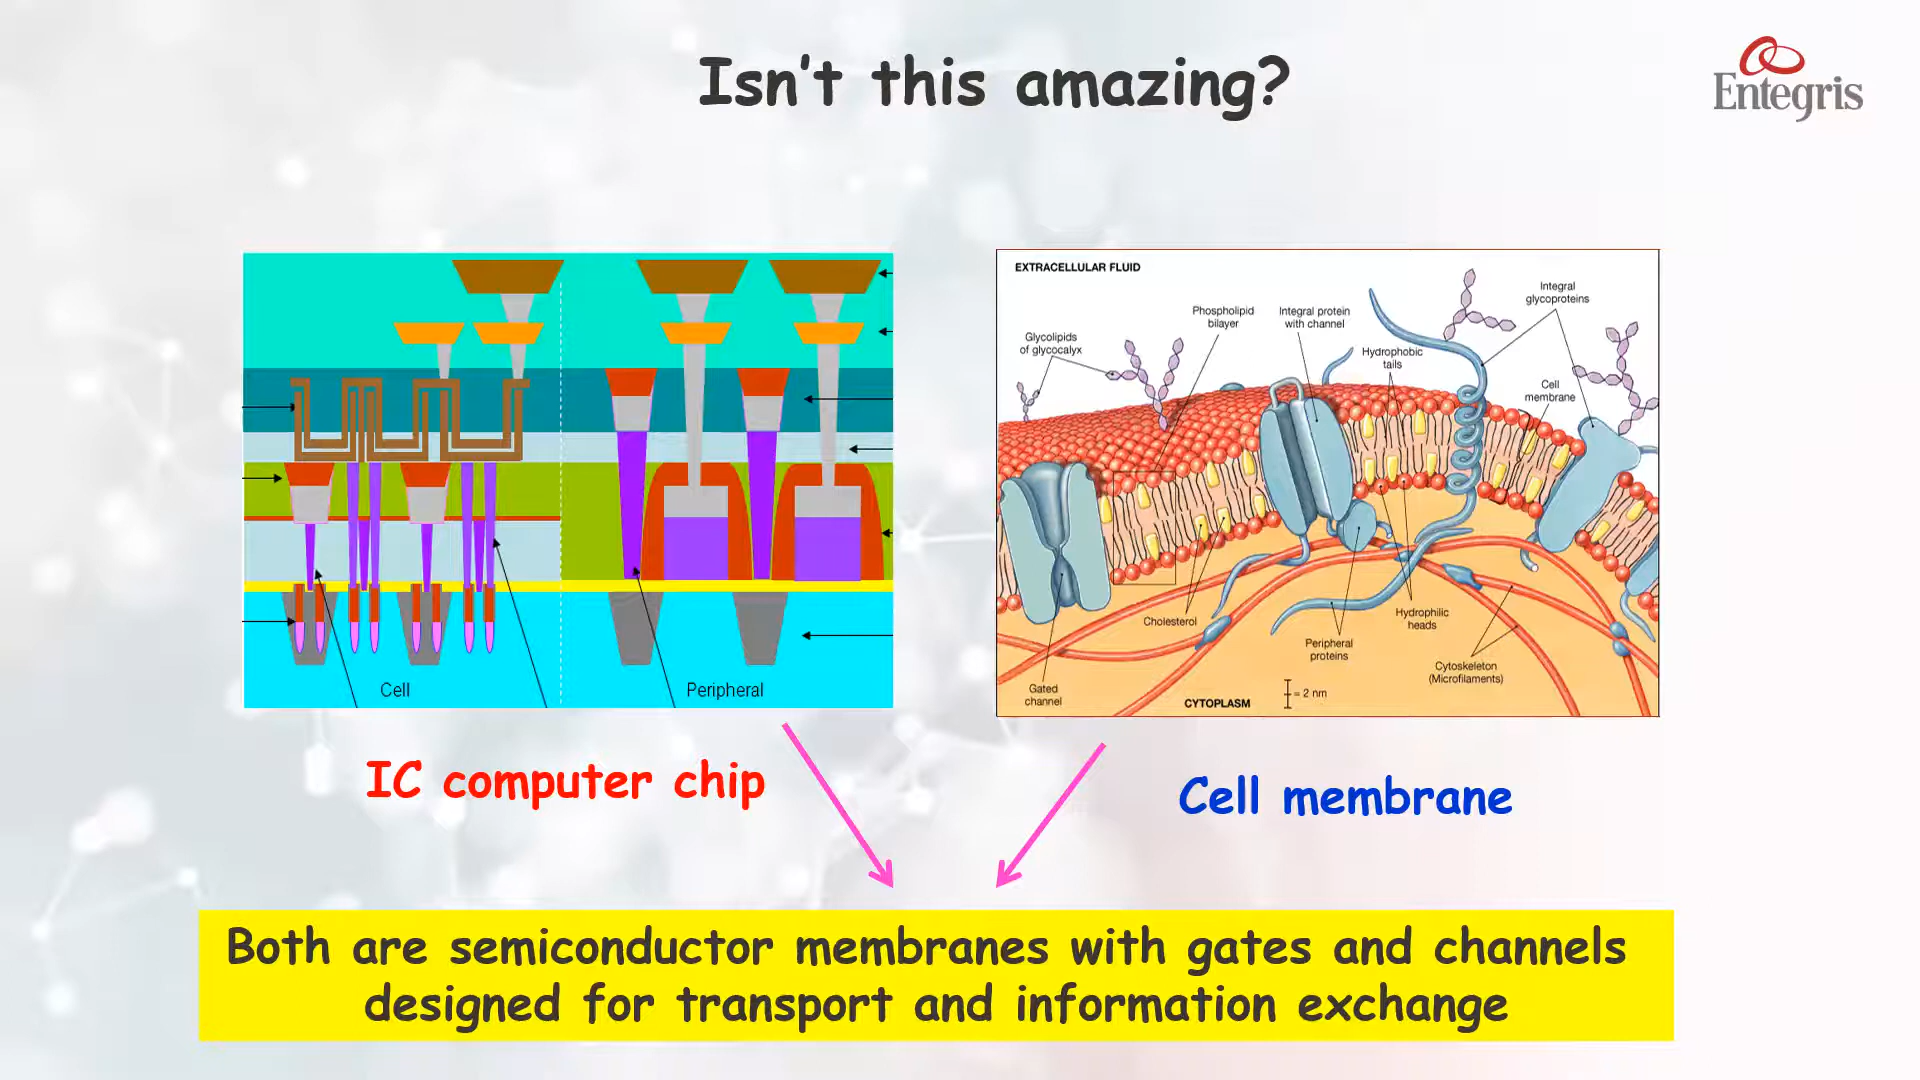 Isn't this amazing?
Entegris
Cell
Peripheral
EXTRACELLULAR FLUID
Glycolipids
of glycocalyx
Phospholipid
bilayer
Integral protein
with channel
Hydrophobic
tails
Integral
glycoproteins
Cell
membrane
Gated
channel
Cholesterol
Peripheral
proteins
Hydrophilic
heads
Cytoskeleton
(Microfilaments)
CYTOPLASM
= 2 nm
IC computer chip
Cell membrane
Both are semiconductor membranes with gates and channels
designed for transport and information exchange